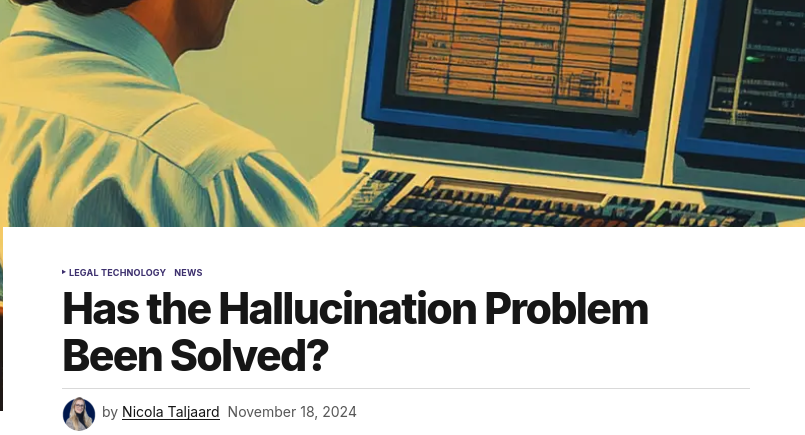 LEGAL TECHNOLOGY NEWS
Has the Hallucination Problem
Been Solved?
by Nicola Taljaard November 18, 2024